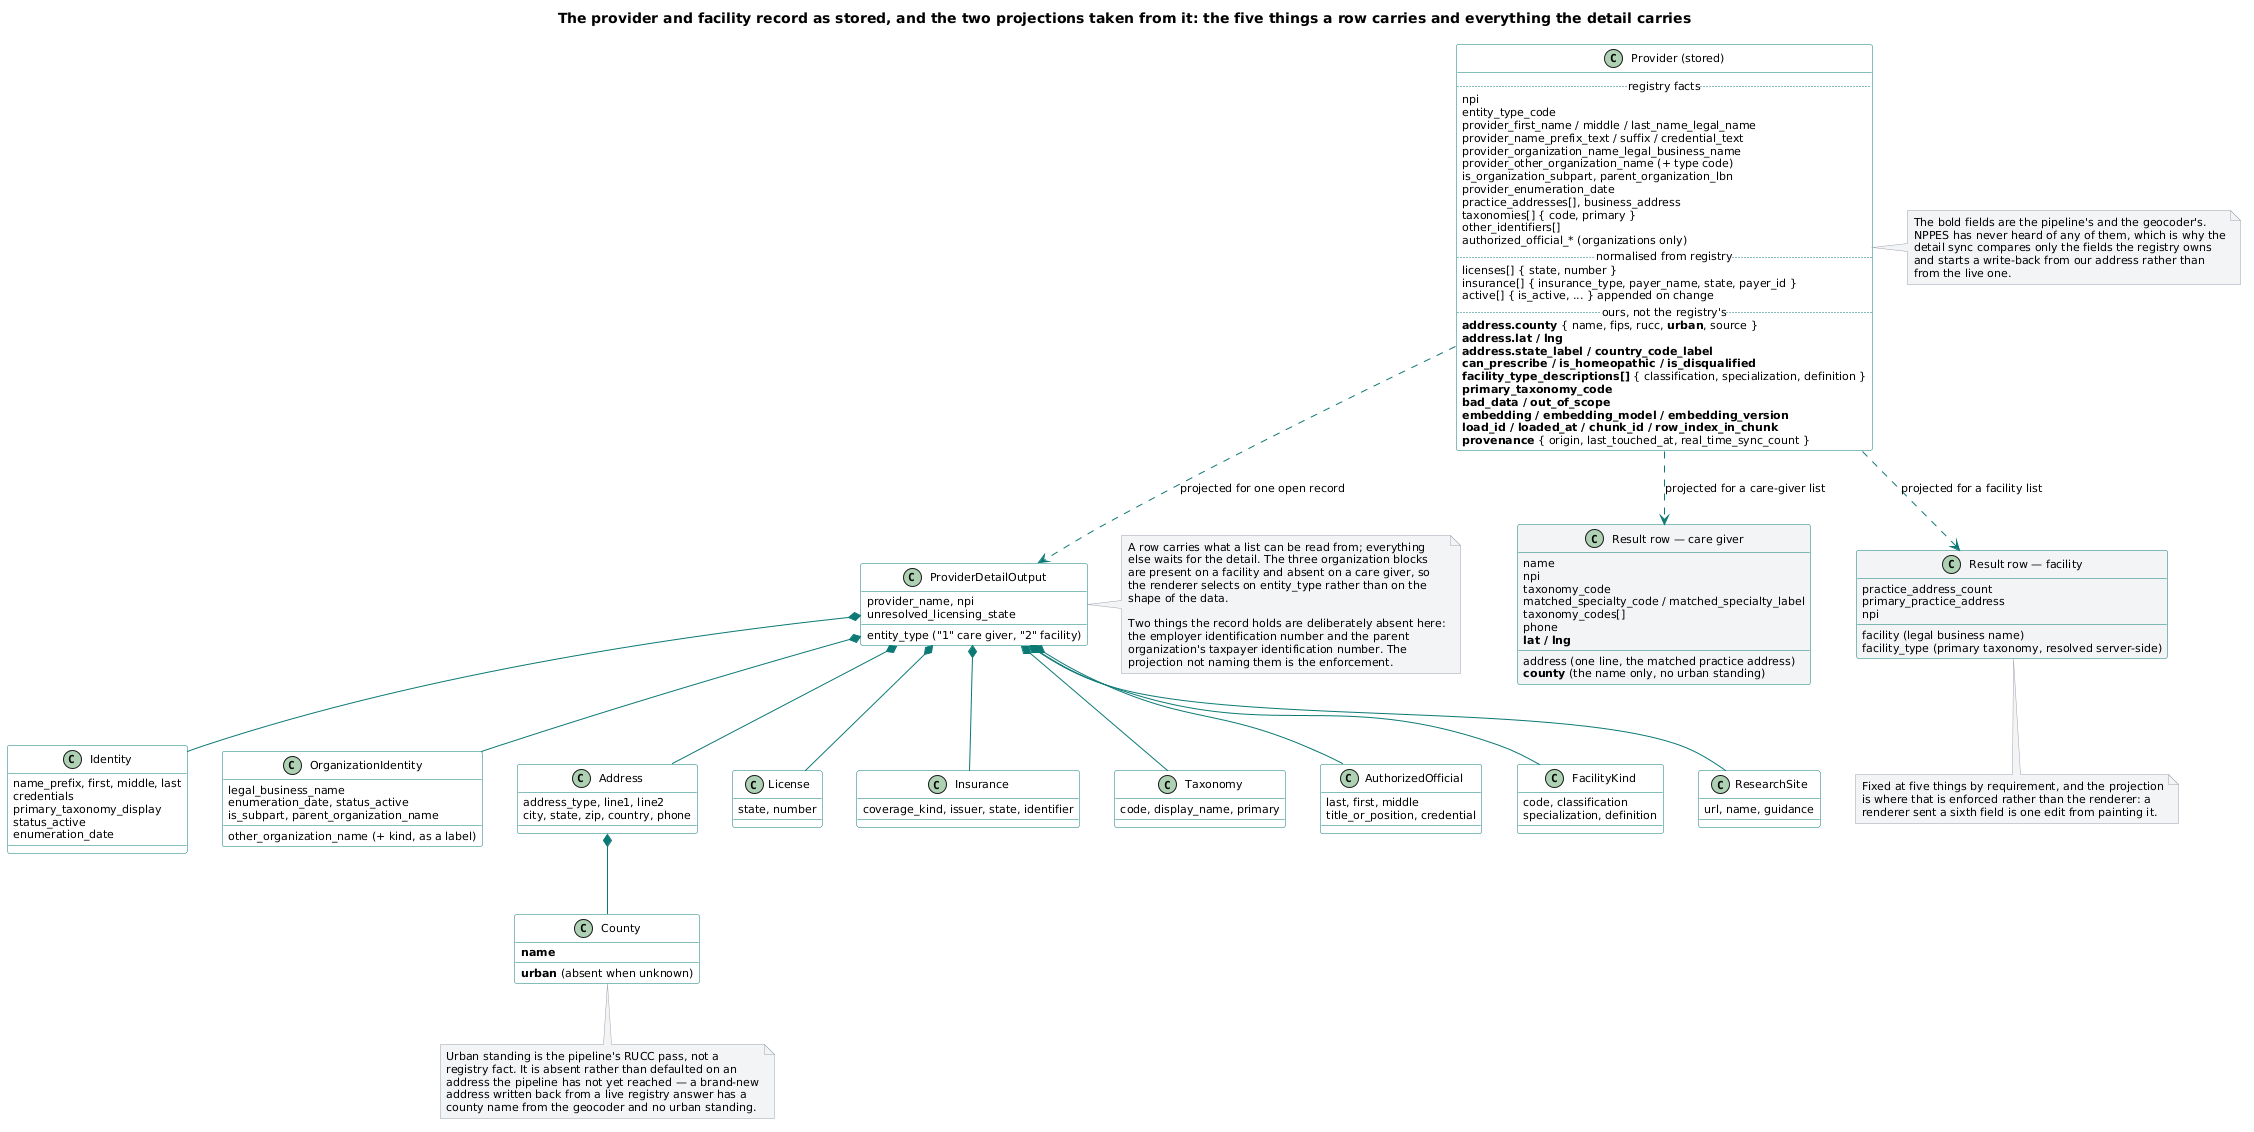 The provider and facility record as stored, and the two projections taken from it: the five things a row carries and everything the detail carries
C Provider (stored)
registry facts
npi
entity_type_code
provider_first_name / middle / last_name_legal_name
provider_name_prefix_text / suffix / credential_text
provider_organization_name_legal_business_name
provider_other_organization_name (+ type code)
is_organization_subpart, parent_organization_lbn
provider_enumeration_date
practice_addresses[], business_address
taxonomies[] { code, primary }
other_identifiers[]
authorized_official_* (organizations only)
normalised from registry
licenses[] { state, number }
insurance[] { insurance_type, payer_name, state, payer_id }
active[] { is_active, ... } appended on change
ours, not the registry's
address.county { name, fips, rucc, urban, source }
address.lat / lng
address.state_label / country_code_label
can_prescribe / is_homeopathic / is_disqualified
facility_type_descriptions[] { classification, specialization, definition }
primary_taxonomy_code
bad_data / out_of_scope
embedding / embedding_model / embedding_version
load_id / loaded_at / chunk_id / row_index_in_chunk
provenance { origin, last_touched_at, real_time_sync_count }
The bold fields are the pipeline's and the geocoder's.
NPPES has never heard of any of them, which is why the
detail sync compares only the fields the registry owns
and starts a write-back from our address rather than
from the live one.
projected for one open record
projected for a care-giver list
projected for a facility list
C ProviderDetailOutput
provider_name, npi
unresolved_licensing_state
entity_type ("1" care giver, "2" facility)
A row carries what a list can be read from; everything
else waits for the detail. The three organization blocks
are present on a facility and absent on a care giver, so
the renderer selects on entity_type rather than on the
shape of the data.
Two things the record holds are deliberately absent here:
the employer identification number and the parent
organization's taxpayer identification number. The
projection not naming them is the enforcement.
C Result row — care giver
name
npi
taxonomy_code
matched_specialty_code / matched_specialty_label
taxonomy_codes[]
phone
lat / lng
address (one line, the matched practice address)
county (the name only, no urban standing)
C Result row — facility
practice_address_count
primary_practice_address
npi
facility (legal business name)
facility_type (primary taxonomy, resolved server-side)
C Identity
name_prefix, first, middle, last
credentials
primary_taxonomy_display
status_active
enumeration_date
C OrganizationIdentity
legal_business_name
enumeration_date, status_active
is_subpart, parent_organization_name
other_organization_name (+ kind, as a label)
C Address
address_type, line1, line2
city, state, zip, country, phone
C License
state, number
C Insurance
coverage_kind, issuer, state, identifier
C Taxonomy
code, display_name, primary
C AuthorizedOfficial
last, first, middle
title_or_position, credential
C FacilityKind
code, classification
specialization, definition
C ResearchSite
url, name, guidance
Fixed at five things by requirement, and the projection
is where that is enforced rather than the renderer: a
renderer sent a sixth field is one edit from painting it.
C County
name
urban (absent when unknown)
Urban standing is the pipeline's RUCC pass, not a
registry fact. It is absent rather than defaulted on an
address the pipeline has not yet reached — a brand-new
address written back from a live registry answer has a
county name from the geocoder and no urban standing.